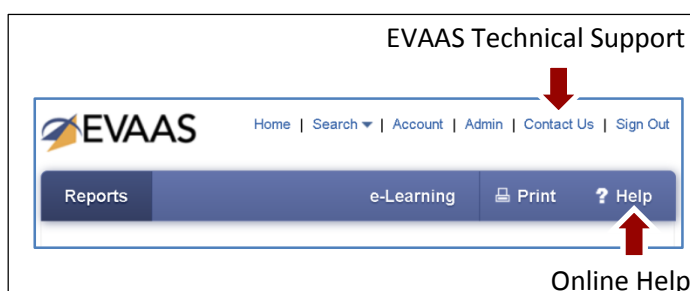 EVAAS Technical Support
EVAAS
Home | Search | Account | Admin | Contact Us | Sign Out
Reports e-Learning Print ? Help
Online Help